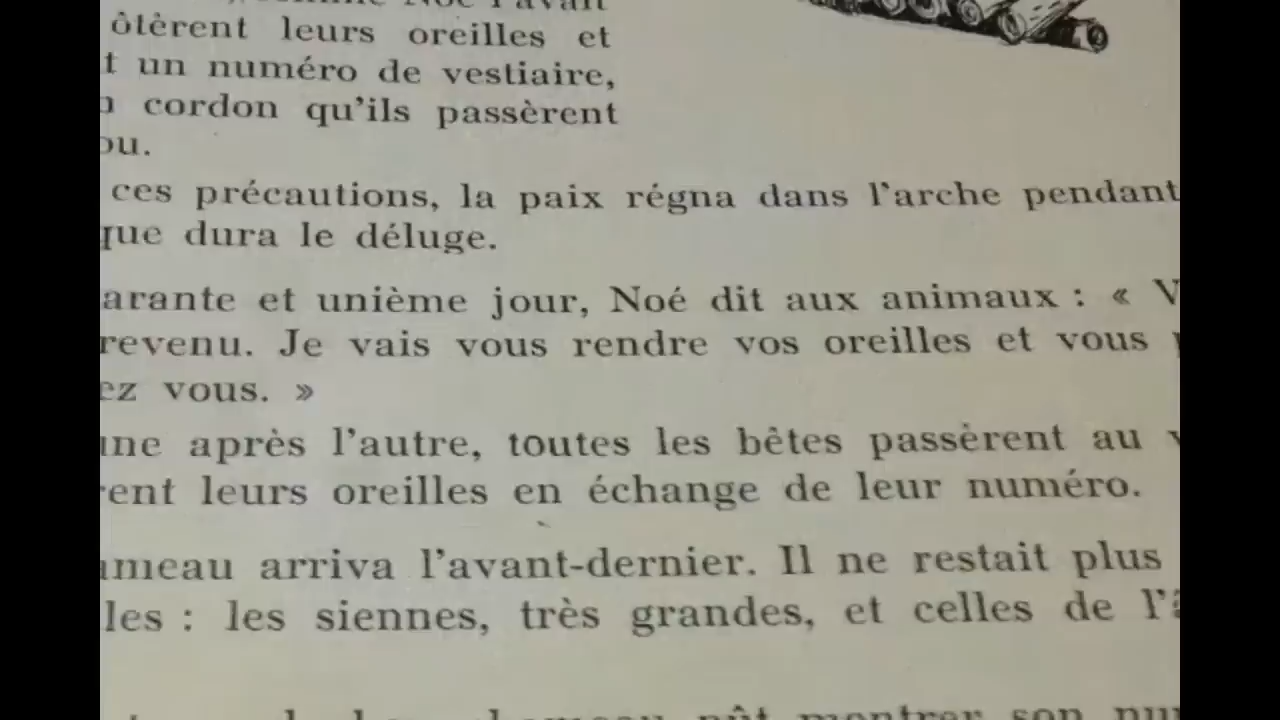 ôtèrent leurs oreilles et
un numéro de vestiaire,
cordon qu'ils passèrent
ces précautions, la paix régna dans l'arche pendant
que dura le déluge.
arante et unième jour, Noé dit aux animaux : «
revenu. Je vais vous rendre vos oreilles et vous
ez vous. »
une après l'autre, toutes les bêtes passèrent au
rent leurs oreilles en échange de leur numéro.
ameau arriva l'avant-dernier. Il ne restait plus
les : les siennes, très grandes, et celles de
montrer son